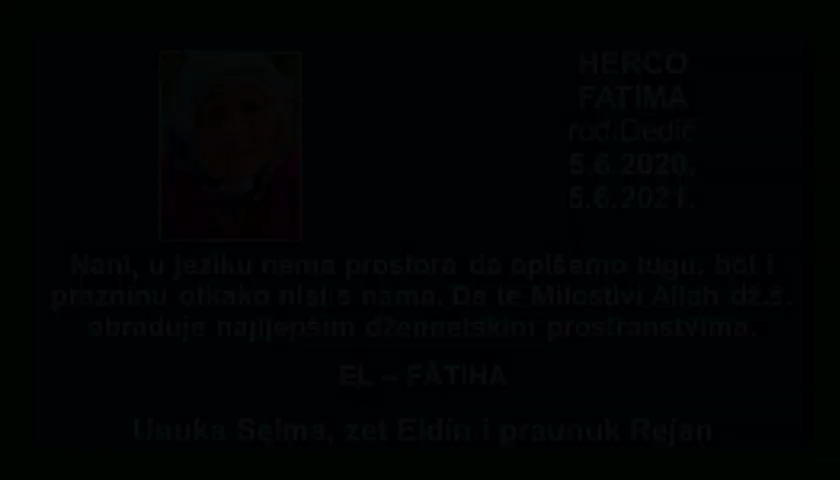 HERCO
FATIMA
rođ.Dedić
5.6.2020.
5.6.2021.
Nani, u jeziku nema prostora da opišemo tugu, bol i
prazninu otkako nisi s nama. Da te Milostivi Allah dž.š.
obraduje najljepšim džennetskim prostranstvima.
EL – FATIHA
Unuka Selma, zet Eldin i praunuk Rejan